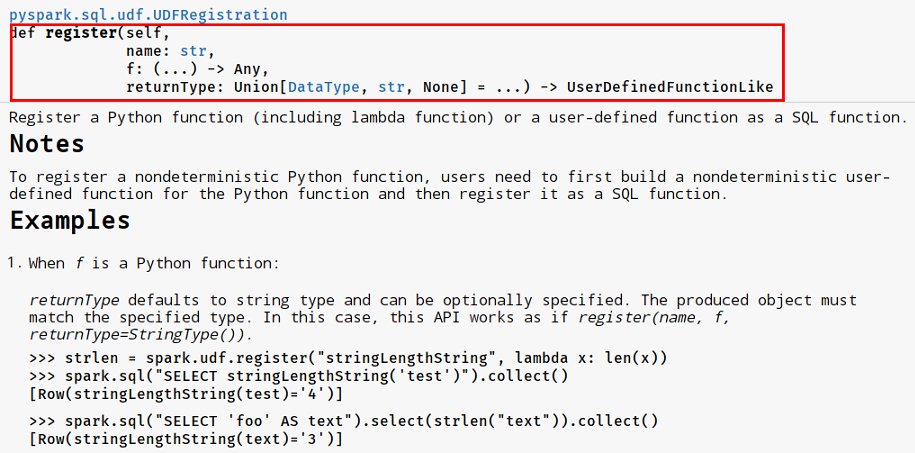 pyspark.sql.udf.UDFRegistration
def register(self,
name: str,
f: (...) -> Any,
returnType: Union[DataType, str, None] = ...) -> UserDefinedFunctionLike
Register a Python function (including lambda function) or a user-defined function as a SQL function.
Notes
To register a nondeterministic Python function, users need to first build a nondeterministic user-
defined function for the Python function and then register it as a SQL function.
Examples
1. When f is a Python function:
returnType defaults to string type and can be optionally specified. The produced object must
match the specified type. In this case, this API works as if register(name, f,
returnType=StringType()).
>>> strlen = spark.udf.register("stringLengthString", lambda x: len(x))
>>> spark.sql("SELECT stringLengthString('test')").collect()
[Row(stringLengthString(test)='4')]
>>> spark.sql("SELECT 'foo' AS text").select(strlen("text")).collect()
[Row(stringLengthString(text)='3')]